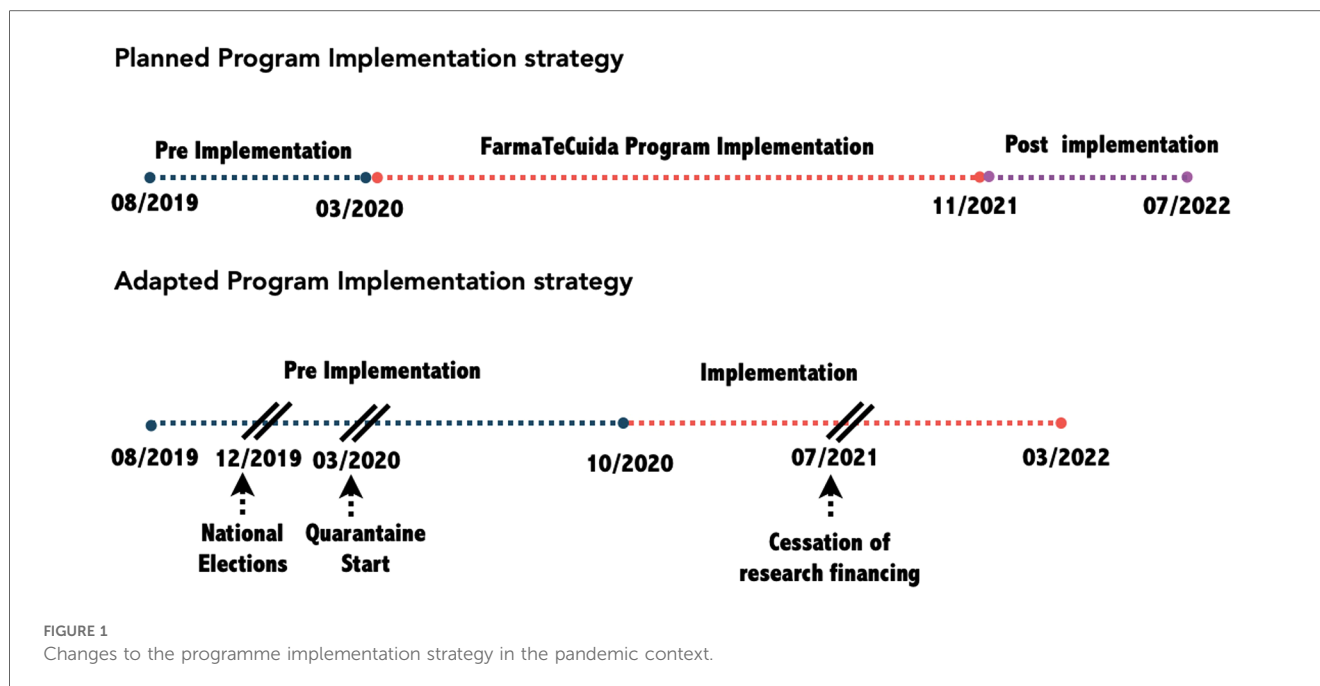 Planned Program Implementation strategy
Pre Implementation
FarmaTeCuida Program Implementation
Post implementation
08/2019
03/2020
11/2021
07/2022
Adapted Program Implementation strategy
Pre Implementation
Implementation
08/2019
12/2019
03/2020
10/2020
07/2021
03/2022
National
Elections
Quarantaine
Start
Cessation of
research financing
FIGURE 1
Changes to the programme implementation strategy in the pandemic context.